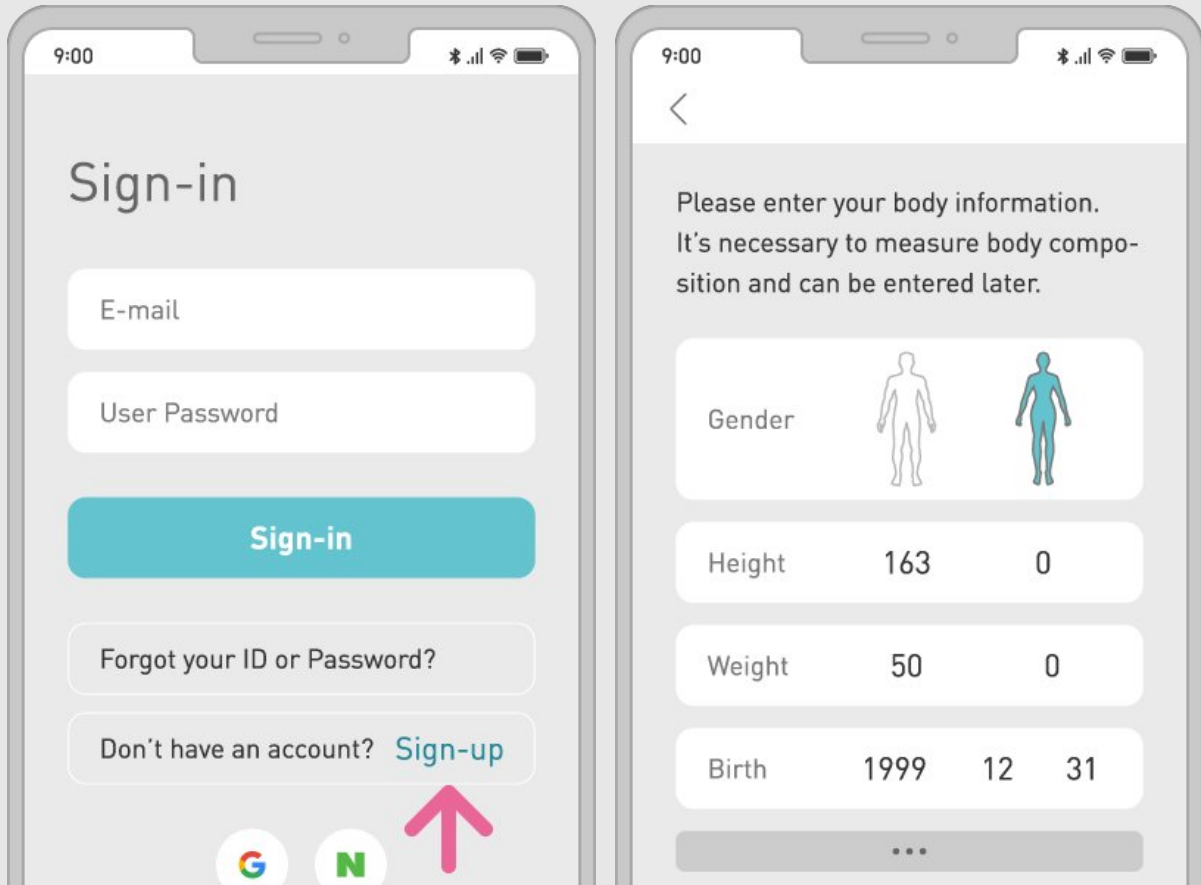 9:00
Sign-in
E-mail
User Password
Sign-in
Forgot your ID or Password?
Don't have an account? Sign-up
G N
9:00
Please enter your body information.
It's necessary to measure body compo-
sition and can be entered later.
Gender
Height 163 0
Weight 50 0
Birth 1999 12 31
...